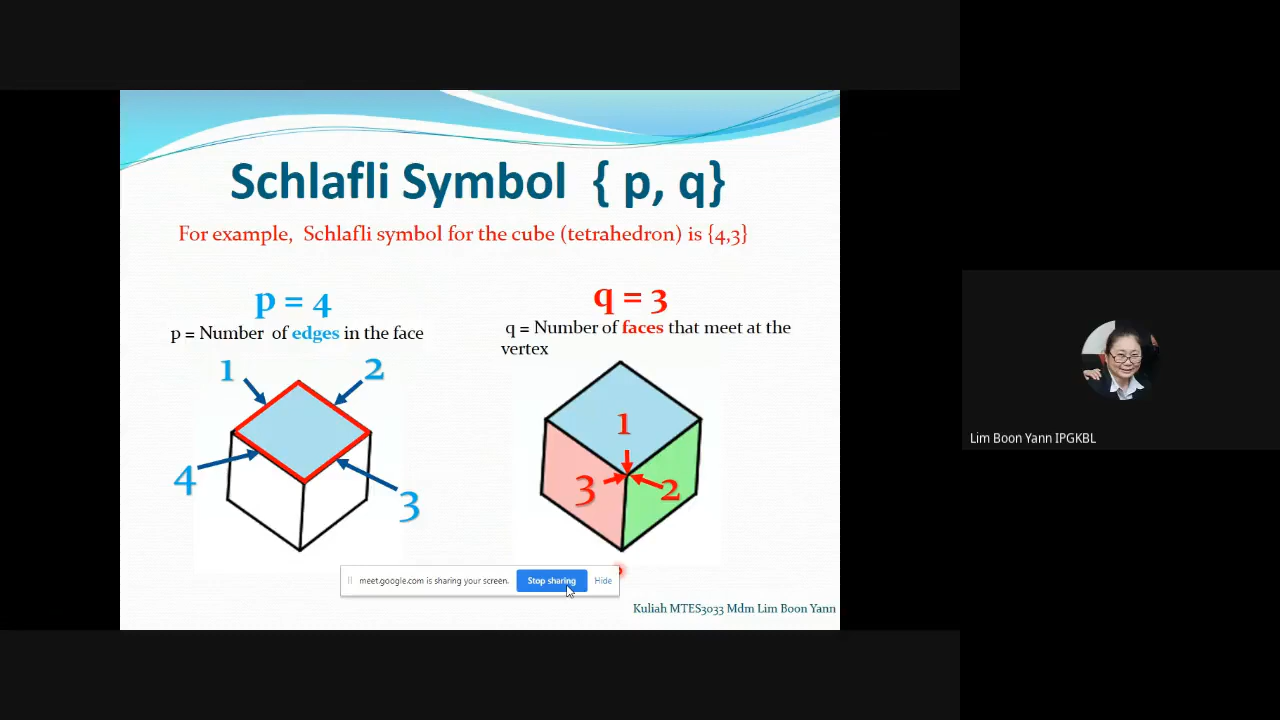 Schlafli Symbol { p, q}
For example, Schlafli symbol for the cube (tetrahedron) is {4,3}
p = 4
p = Number of edges in the face
1
2
4
3
q = 3
q = Number of faces that meet at the
vertex
1
3
2
meet.google.com is sharing your screen.
Stop sharing
Hide
Kuliah MTES3033 Mdm Lim Boon Yann
Lim Boon Yann IPGKBL